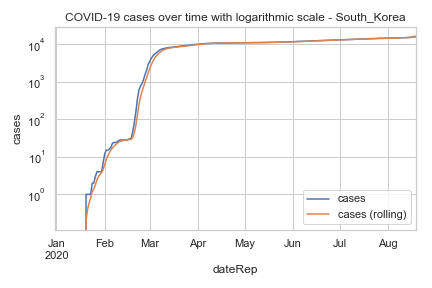 COVID-19 cases over time with logarithmic scale - South_Korea
cases
10⁴
10³
10²
10¹
10⁰
Jan Feb Mar Apr May Jun Jul Aug
2020
dateRep
cases
cases (rolling)